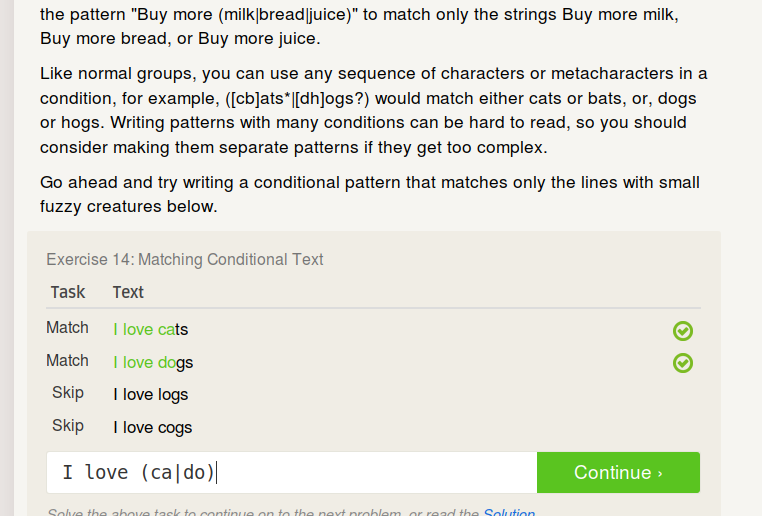 the pattern "Buy more (milk|bread|juice)" to match only the strings Buy more milk,
Buy more bread, or Buy more juice.
Like normal groups, you can use any sequence of characters or metacharacters in a
condition, for example, ([cb]ats*|[dh]ogs?) would match either cats or bats, or, dogs
or hogs. Writing patterns with many conditions can be hard to read, so you should
consider making them separate patterns if they get too complex.
Go ahead and try writing a conditional pattern that matches only the lines with small
fuzzy creatures below.
Exercise 14: Matching Conditional Text
Task Text
Match I love cats
Match I love dogs
Skip I love logs
Skip I love cogs
I love (ca|do) Continue ›
Solve the above task to continue on to the next problem, or read the Solution.